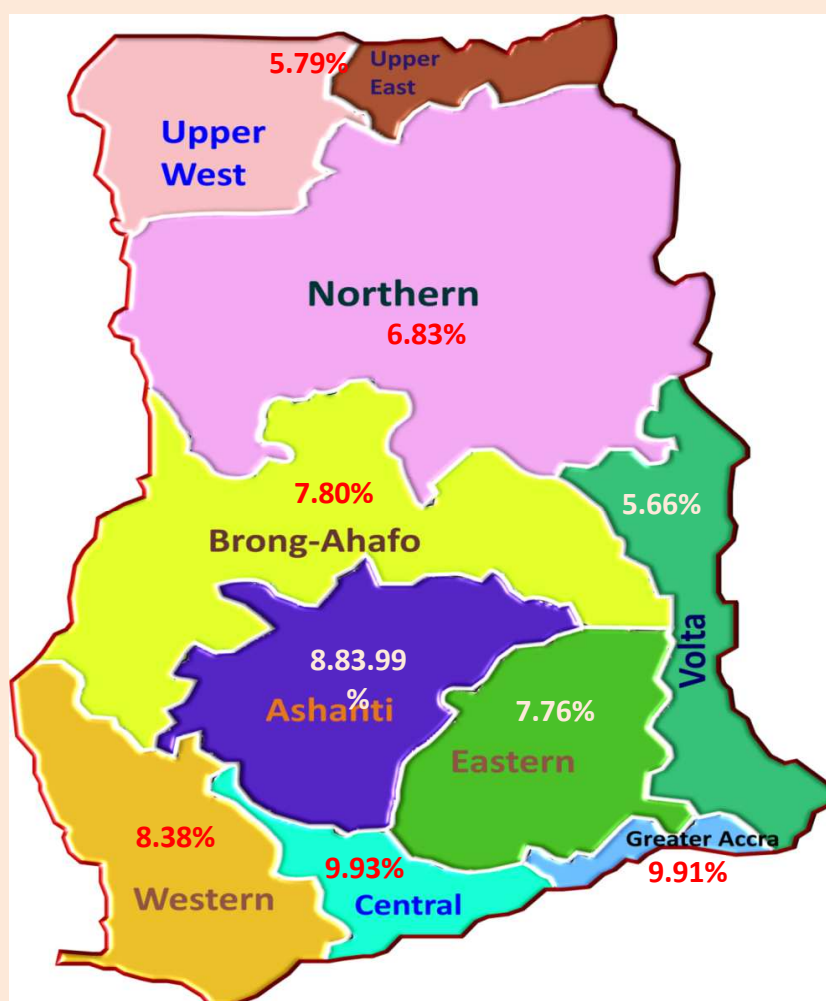 5.79%
Upper
East
Upper
West
Northern
6.83%
7.80%
Brong-Ahafo
5.66%
Volta
8.83.99
%
Ashanti
7.76%
Eastern
8.38%
Western
9.93%
Central
Greater Accra
9.91%